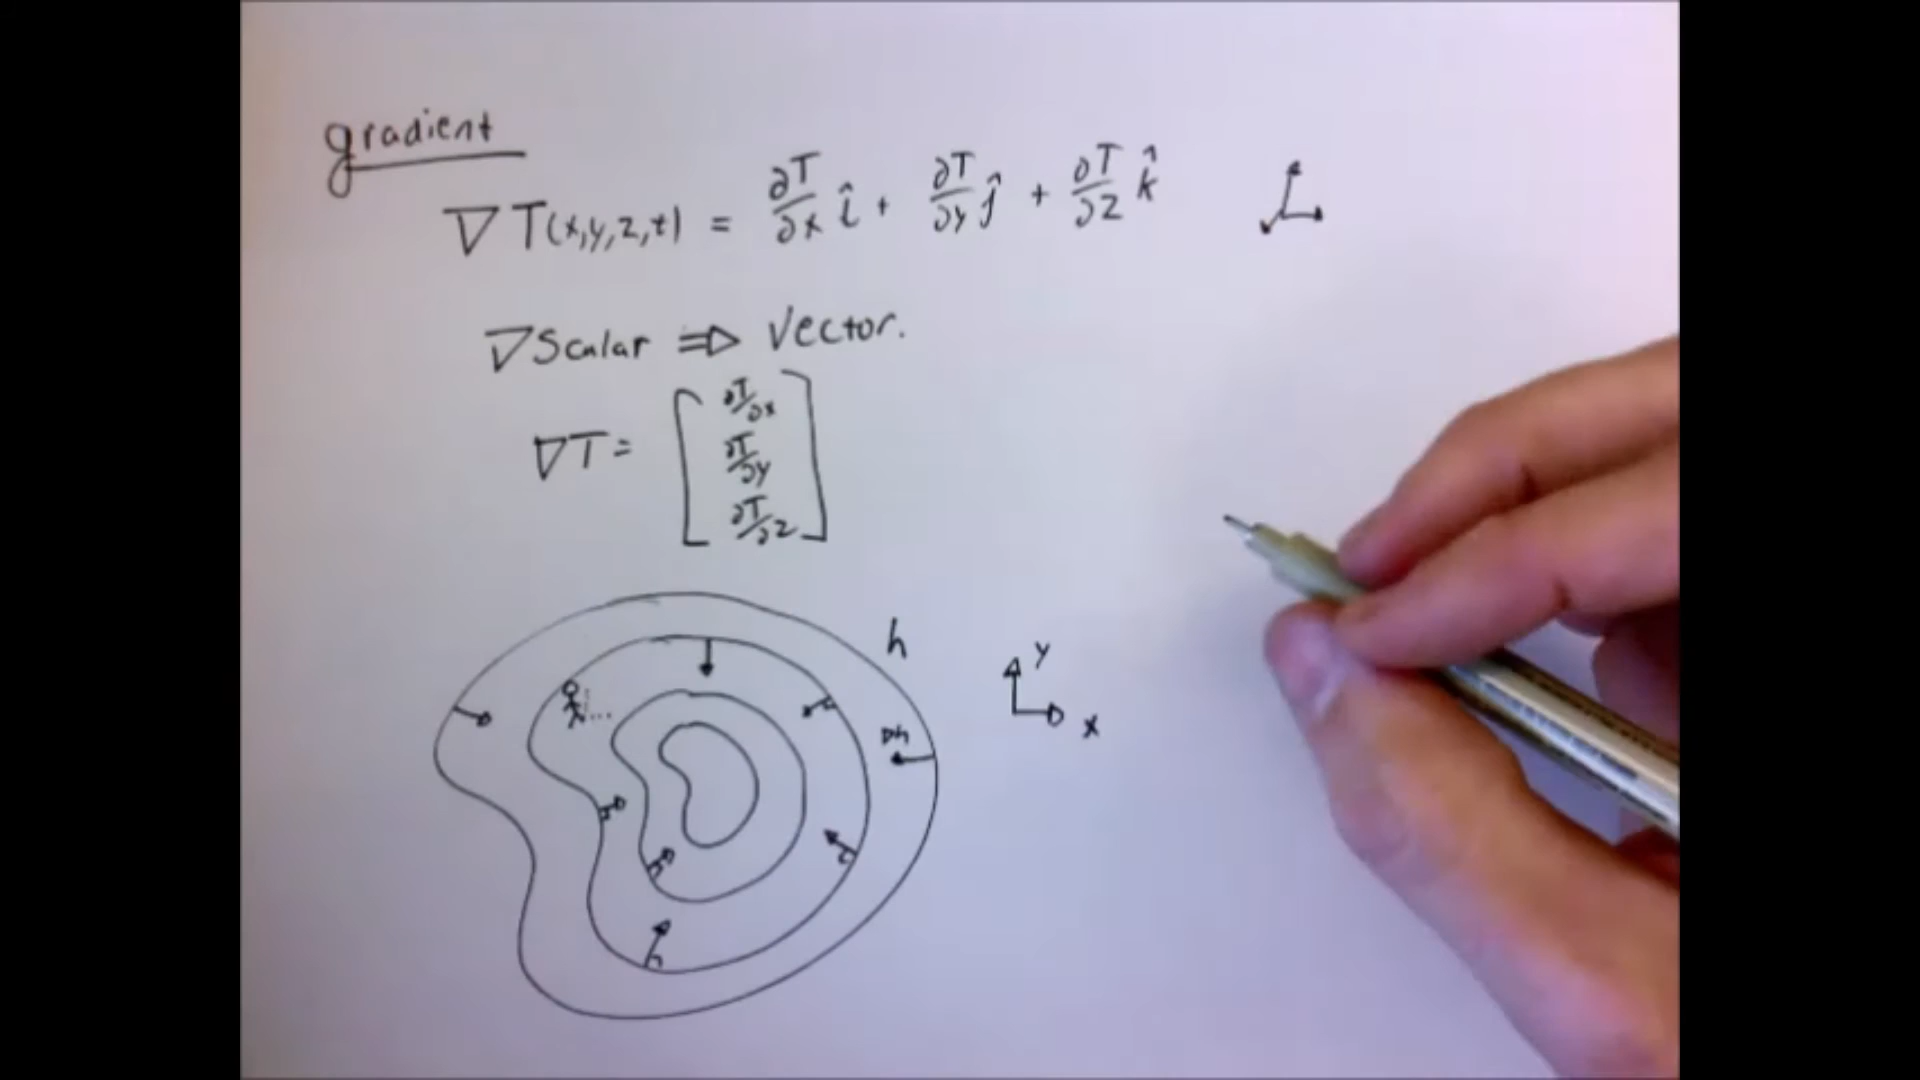 gradient
∇T(x,y,z,t) = ∂T/∂x î + ∂T/∂y ĵ + ∂T/∂z k̂
∇Scalar ⇒ Vector.
∇T = [∂T/∂x
∂T/∂y
∂T/∂z]
h
y
∇h
x